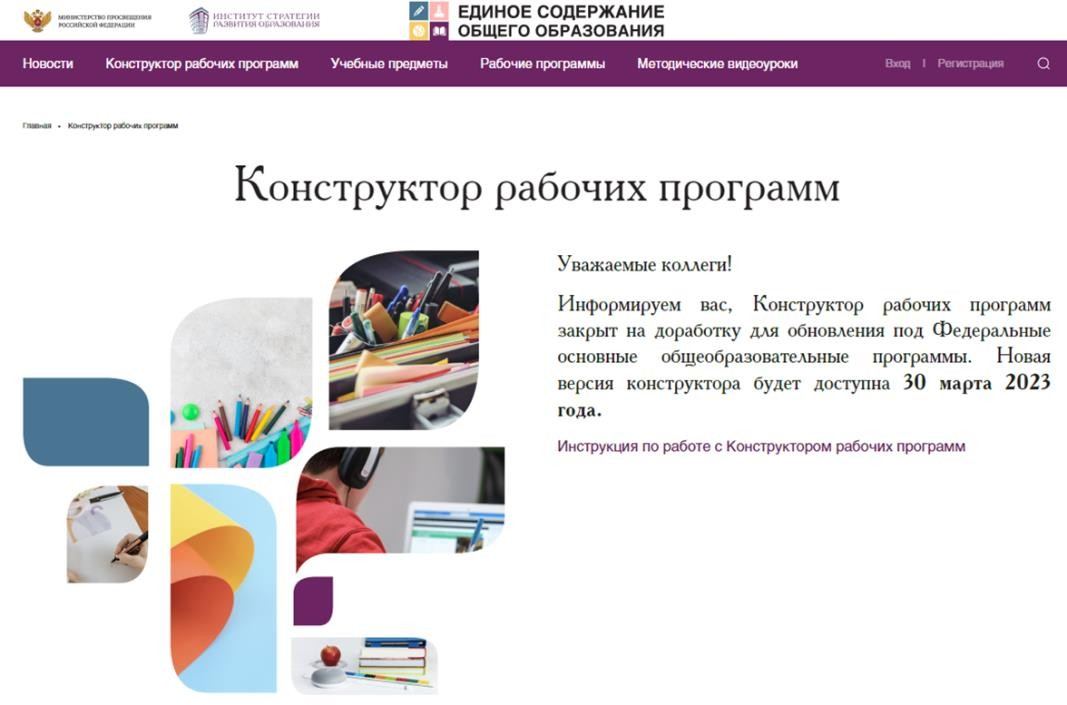 МИНИСТЕРСТВО ПРОСВЕЩЕНИЯ
РОССИЙСКОЙ ФЕДЕРАЦИИ
ИНСТИТУТ СТРАТЕГИИ
РАЗВИТИЯ ОБРАЗОВАНИЯ
ЕДИНОЕ СОДЕРЖАНИЕ
ОБЩЕГО ОБРАЗОВАНИЯ
Новости Конструктор рабочих программ Учебные предметы Рабочие программы Методические видеоуроки Вход | Регистрация
Главная • Конструктор рабочих программ
Конструктор рабочих программ
Уважаемые коллеги!
Информируем вас, Конструктор рабочих программ
закрыт на доработку для обновления под Федеральные
основные общеобразовательные программы. Новая
версия конструктора будет доступна 30 марта 2023
года.
Инструкция по работе с Конструктором рабочих программ